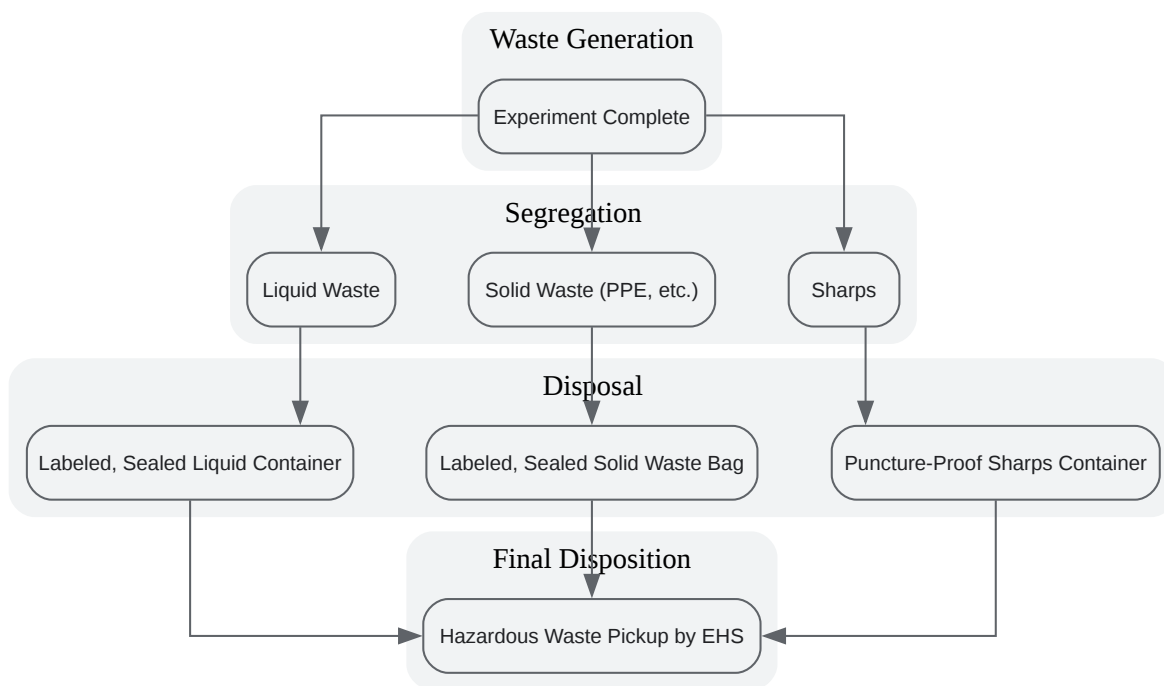 Waste Generation
Experiment Complete
Segregation
Liquid Waste
Solid Waste (PPE, etc.)
Sharps
Disposal
Labeled, Sealed Liquid Container
Labeled, Sealed Solid Waste Bag
Puncture-Proof Sharps Container
Final Disposition
Hazardous Waste Pickup by EHS